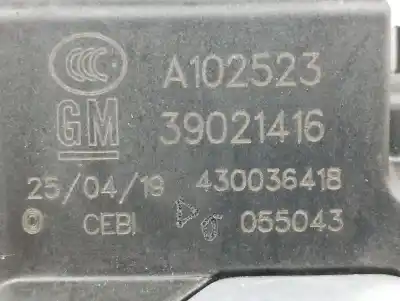 CCC A102523
GM 39021416
25/04/19 430036418
CEBI 055043